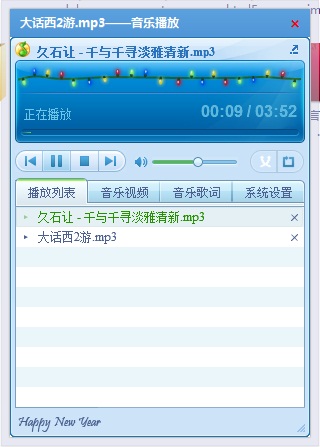 大话西2游.mp3——音乐播放
久石让 - 千与千寻淡雅清新.mp3
正在播放
00:09 / 03:52
播放列表
音乐视频
音乐歌词
系统设置
久石让 - 千与千寻淡雅清新.mp3
大话西2游.mp3
Happy New Year